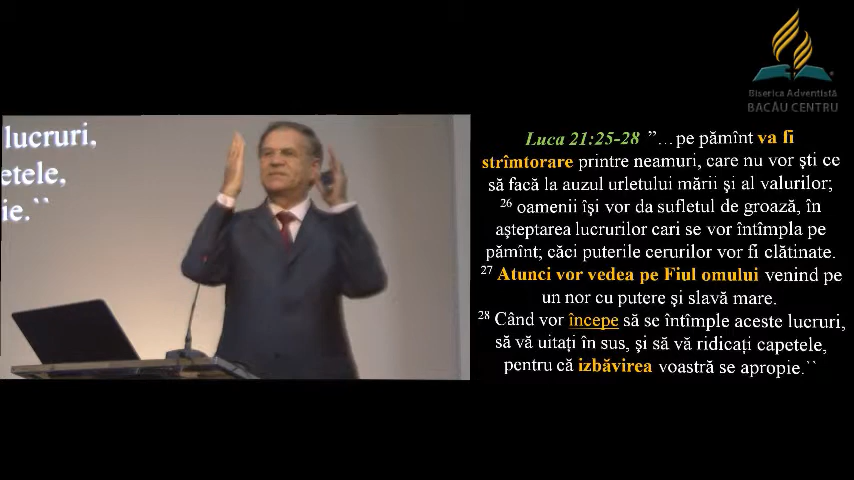 Biserica Adventistă
BACĂU CENTRU
lucruri,
etele,
ie.``
Luca 21:25-28 ”…pe pămînt va fi
strîmtorare printre neamuri, care nu vor şti ce
să facă la auzul urletului mării şi al valurilor;
26 oamenii îşi vor da sufletul de groază, în
aşteptarea lucrurilor cari se vor întîmpla pe
pămînt; căci puterile cerurilor vor fi clătinate.
27 Atunci vor vedea pe Fiul omului venind pe
un nor cu putere şi slavă mare.
28 Când vor începe să se întîmple aceste lucruri,
să vă uitaţi în sus, şi să vă ridicaţi capetele,
pentru că izbăvirea voastră se apropie.``